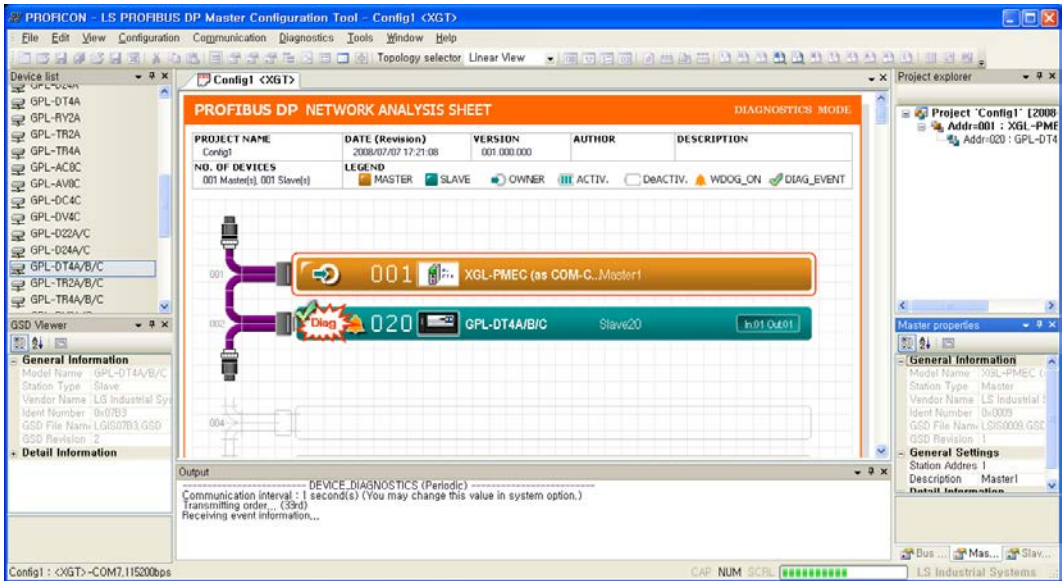 PROFICON - LS PROFIBUS DP Master Configuration Tool - Config1 <XGT>
File Edit View Configuration Communication Diagnostics Tools Window Help
Topology selector Linear View
Device list
GPL-DT4A
GPL-RY2A
GPL-TR2A
GPL-TR4A
GPL-AC8C
GPL-AV8C
GPL-DC4C
GPL-DV4C
GPL-D22A/C
GPL-D24A/C
GPL-DT4A/B/C
GPL-TR2A/B/C
GPL-TR4A/B/C
GSD Viewer
General Information
Model Name GPL-DT4A/B/C
Station Type Slave
Vendor Name LG Industrial Sys
Ident Number 0x07B3
GSD File Nam LGIS07B3.GSD
GSD Revision 2
Detail Information
Config1 <XGT>
PROFIBUS DP NETWORK ANALYSIS SHEET
DIAGNOSTICS MODE
PROJECT NAME DATE (Revision) VERSION AUTHOR DESCRIPTION
Config1 2008/07/07 17:21:08 001.000.000
NO. OF DEVICES LEGEND
001 Master(s), 001 Slave(s) MASTER SLAVE OWNER ACTIV. DeACTIV. WDOG_ON DIAG_EVENT
001 001 XGL-PMEC (as COM-C...Master1
002 Diag 020 GPL-DT4A/B/C Slave20 In:01 Out:01
004
Output
DEVICE_DIAGNOSTICS (Periodic)
Communication interval : 1 second(s) (You may change this value in system option.)
Transmitting order... (33rd)
Receiving event information...
Project explorer
Project 'Config1' [2008-
Addr=001 : XGL-PME
Addr=020 : GPL-DT4
Master properties
General Information
Model Name XGL-PMEC (
Station Type Master
Vendor Name LS Industrial S
Ident Number 0x0009
GSD File Nam LSIS0009.GSD
GSD Revision 1
General Settings
Station Addres 1
Description Master1
Detail Information
Bus ... Mas... Slav...
Config1 : <XGT>-COM7,115200bps
CAP NUM SCRL
LS Industrial Systems